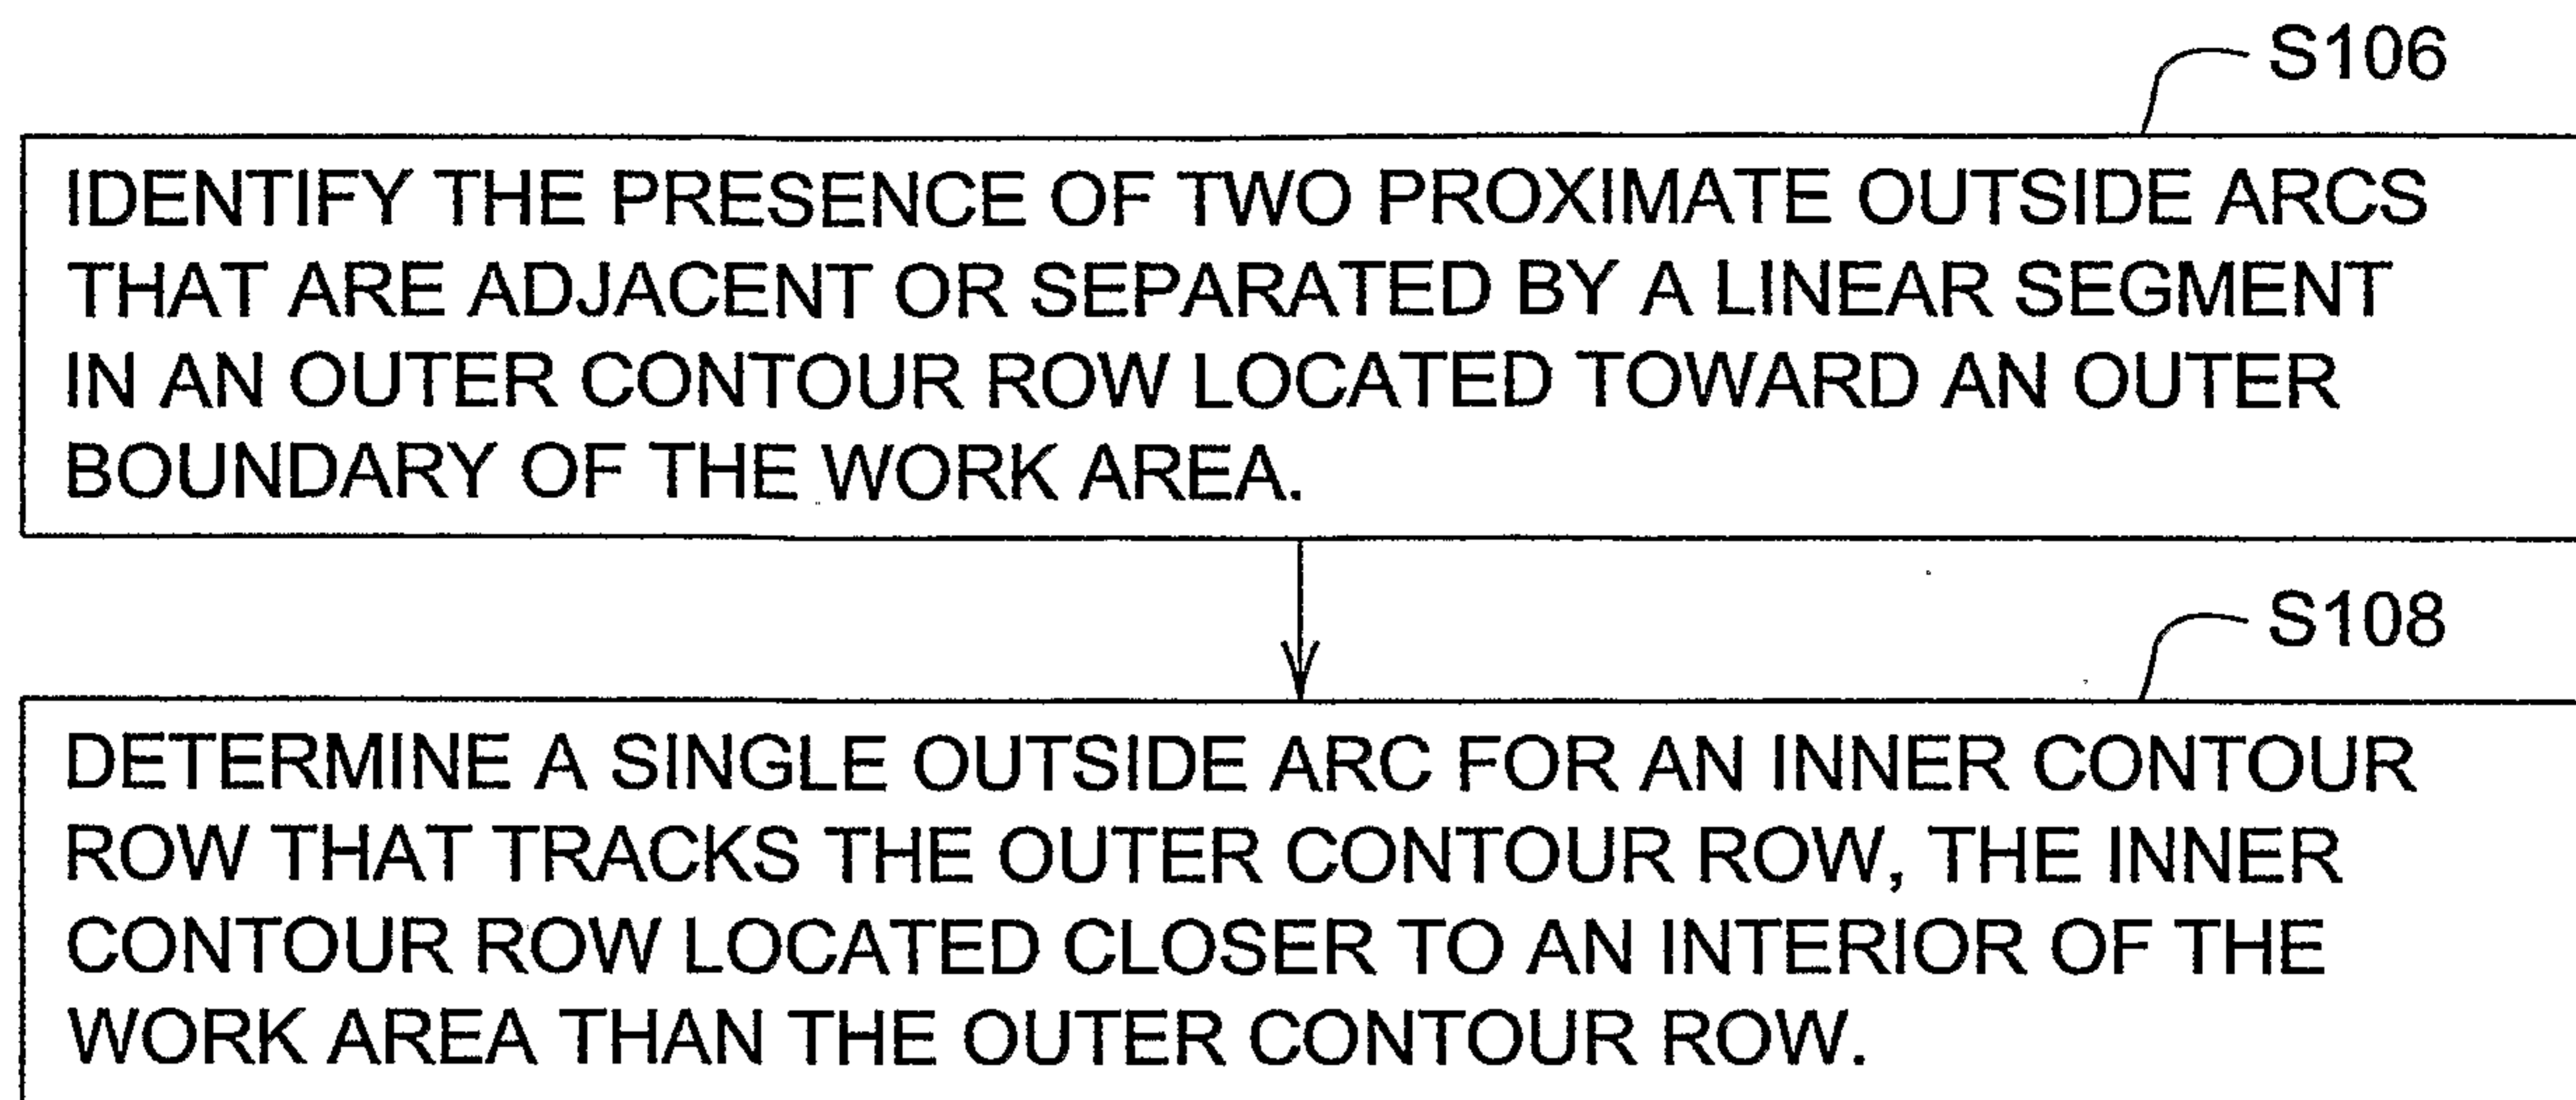 S106
IDENTIFY THE PRESENCE OF TWO PROXIMATE OUTSIDE ARCS
THAT ARE ADJACENT OR SEPARATED BY A LINEAR SEGMENT
IN AN OUTER CONTOUR ROW LOCATED TOWARD AN OUTER
BOUNDARY OF THE WORK AREA.
S108
DETERMINE A SINGLE OUTSIDE ARC FOR AN INNER CONTOUR
ROW THAT TRACKS THE OUTER CONTOUR ROW, THE INNER
CONTOUR ROW LOCATED CLOSER TO AN INTERIOR OF THE
WORK AREA THAN THE OUTER CONTOUR ROW.